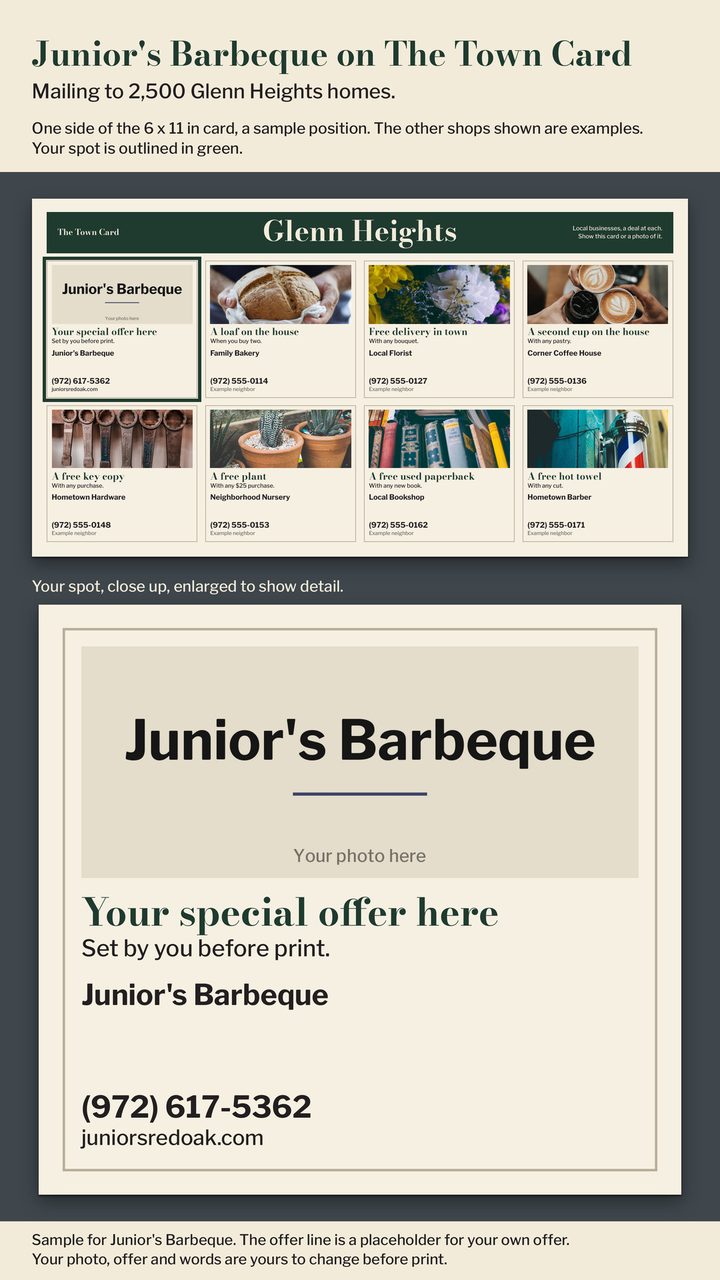 Junior's Barbeque on The Town Card
Mailing to 2,500 Glenn Heights homes.
One side of the 6 x 11 in card, a sample position. The other shops shown are examples.
Your spot is outlined in green.
The Town Card
Glenn Heights
Local businesses, a deal at each.
Show this card or a photo of it.
Junior's Barbeque
Your photo here
Your special offer here
Set by you before print.
Junior's Barbeque
(972) 617-5362
juniorsredoak.com
A loaf on the house
When you buy two.
Family Bakery
(972) 555-0114
Example neighbor
Free delivery in town
With any bouquet.
Local Florist
(972) 555-0127
Example neighbor
A second cup on the house
With any pastry.
Corner Coffee House
(972) 555-0136
Example neighbor
A free key copy
With any purchase.
Hometown Hardware
(972) 555-0148
Example neighbor
A free plant
With any $25 purchase.
Neighborhood Nursery
(972) 555-0153
Example neighbor
A free used paperback
With any new book.
Local Bookshop
(972) 555-0162
Example neighbor
A free hot towel
With any cut.
Hometown Barber
(972) 555-0171
Example neighbor
Your spot, close up, enlarged to show detail.
Junior's Barbeque
Your photo here
Your special offer here
Set by you before print.
Junior's Barbeque
(972) 617-5362
juniorsredoak.com
Sample for Junior's Barbeque. The offer line is a placeholder for your own offer.
Your photo, offer and words are yours to change before print.